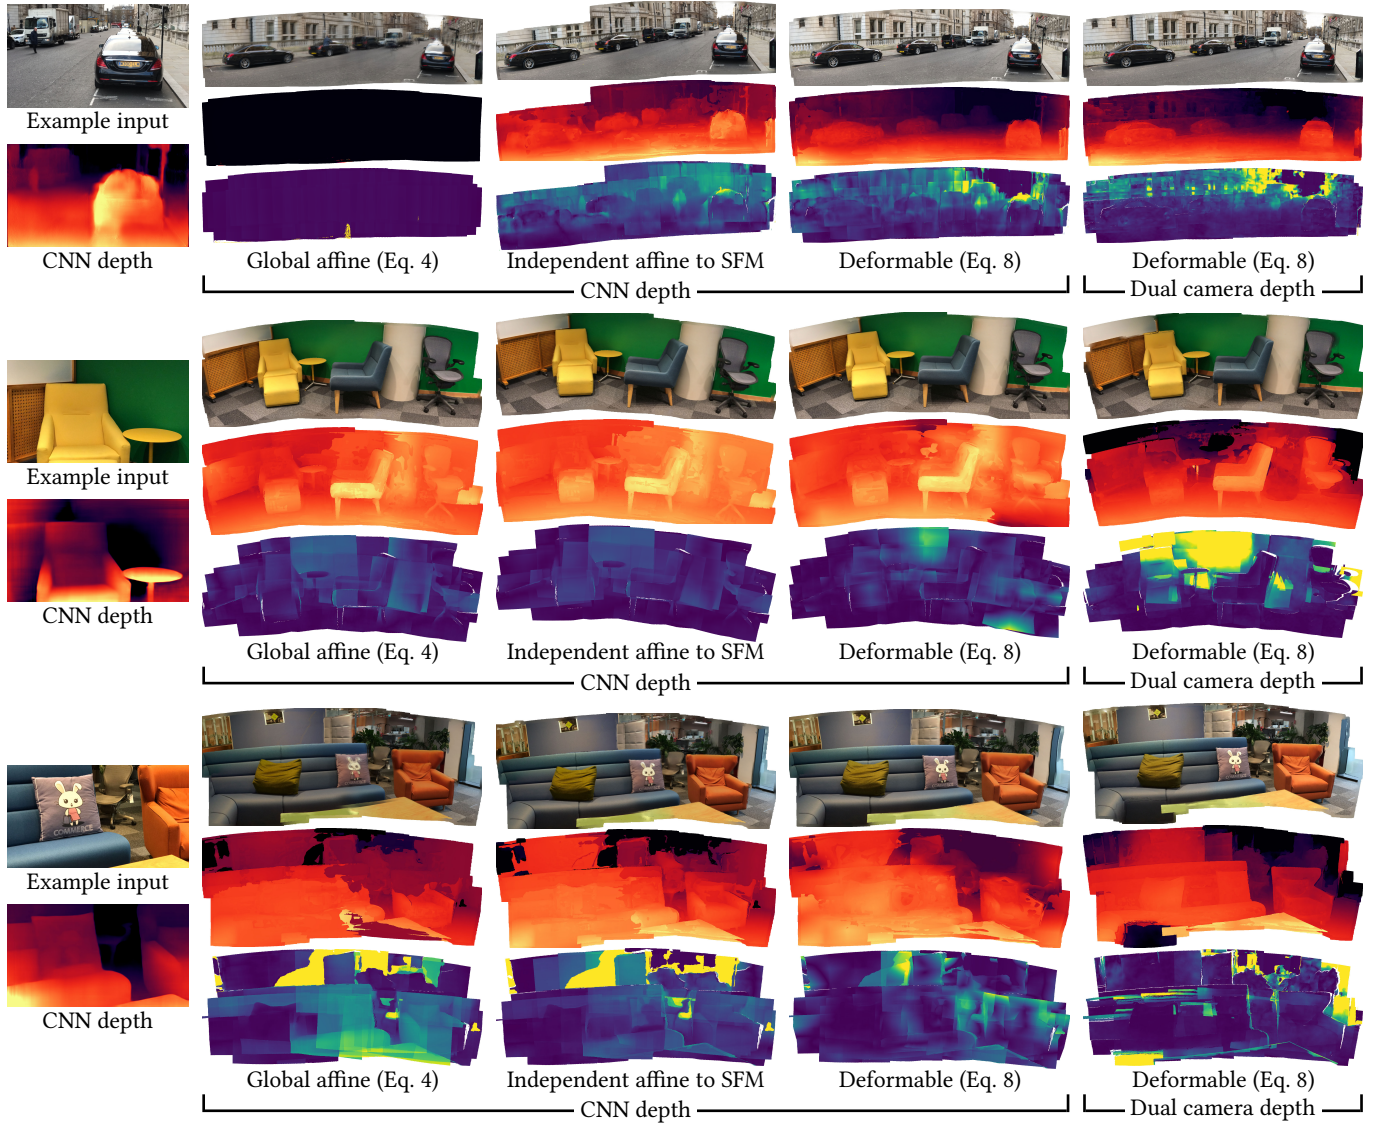 Example input
CNN depth
Global affine (Eq. 4)
Independent affine to SFM
Deformable (Eq. 8)
Deformable (Eq. 8)
CNN depth
Dual camera depth
Example input
CNN depth
Global affine (Eq. 4)
Independent affine to SFM
Deformable (Eq. 8)
Deformable (Eq. 8)
CNN depth
Dual camera depth
COMMERCE
Example input
CNN depth
Global affine (Eq. 4)
Independent affine to SFM
Deformable (Eq. 8)
Deformable (Eq. 8)
CNN depth
Dual camera depth